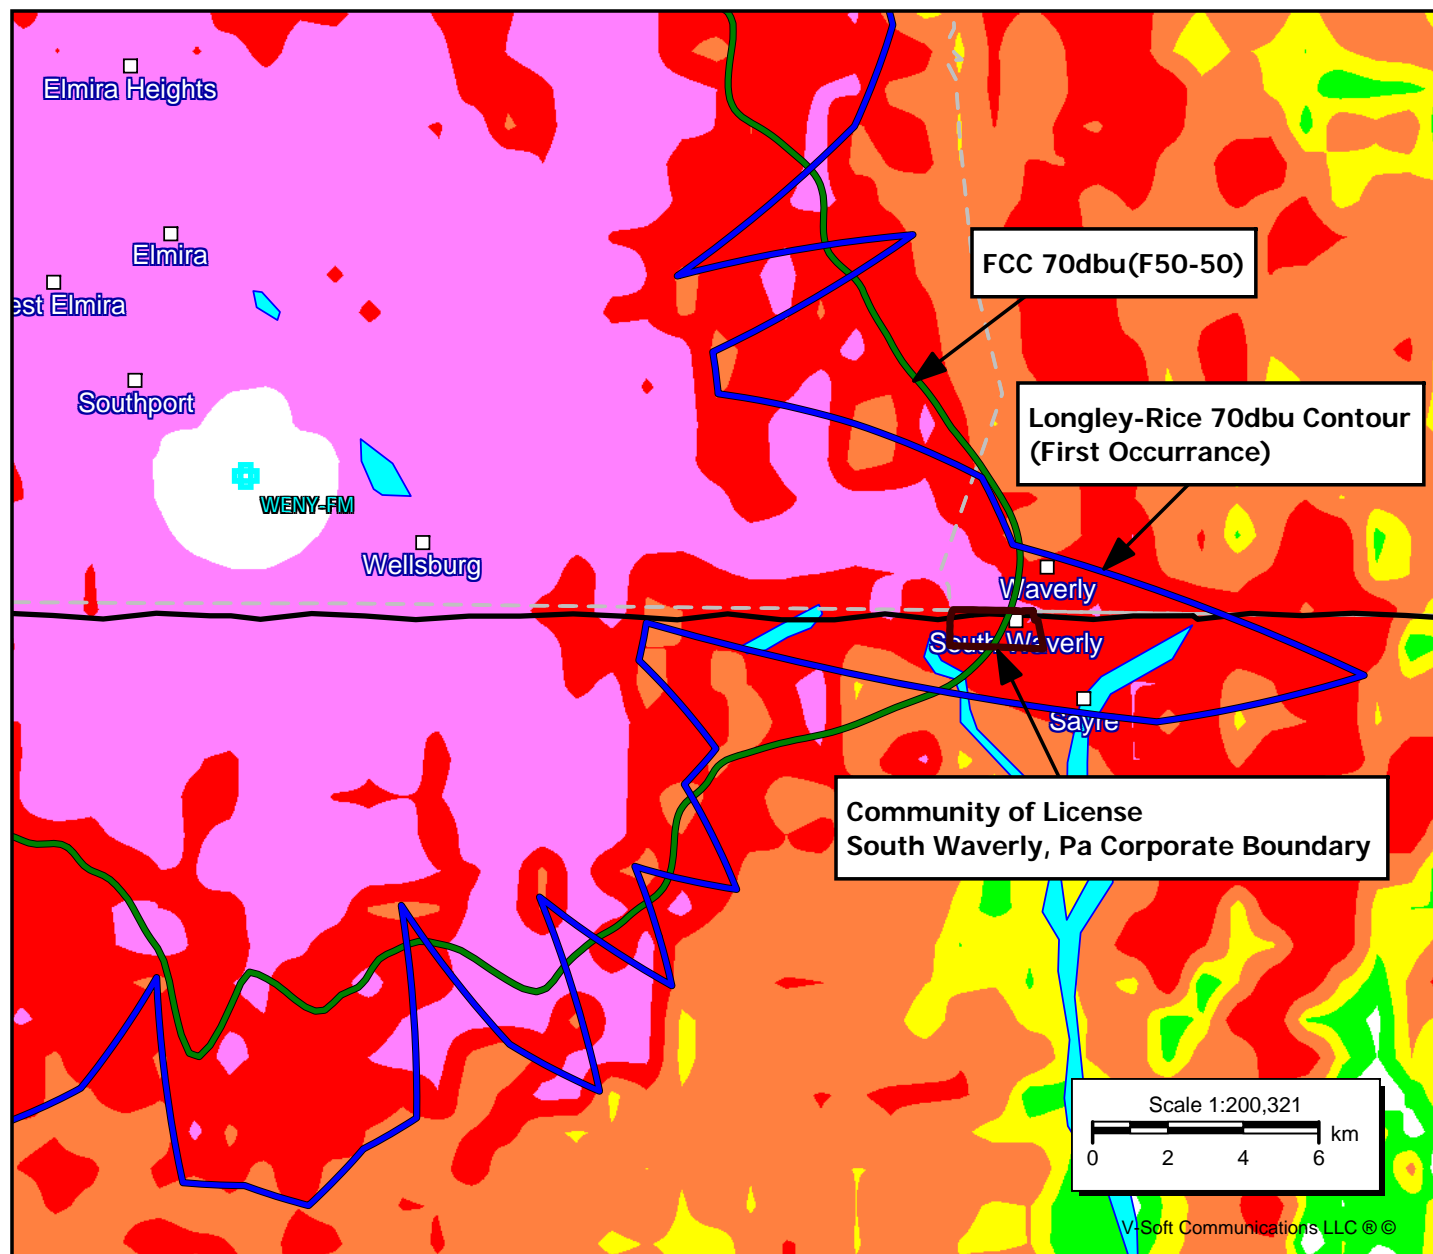 Elmira Heights
Elmira
est Elmira
Southport
WENY-FM
Wellsburg
FCC 70dbu(F50-50)
Longley-Rice 70dbu Contour
(First Occurrance)
Waverly
South Waverly
Sayre
Community of License
South Waverly, Pa Corporate Boundary
Scale 1:200,321
km
0 2 4 6
V-Soft Communications LLC ® ©